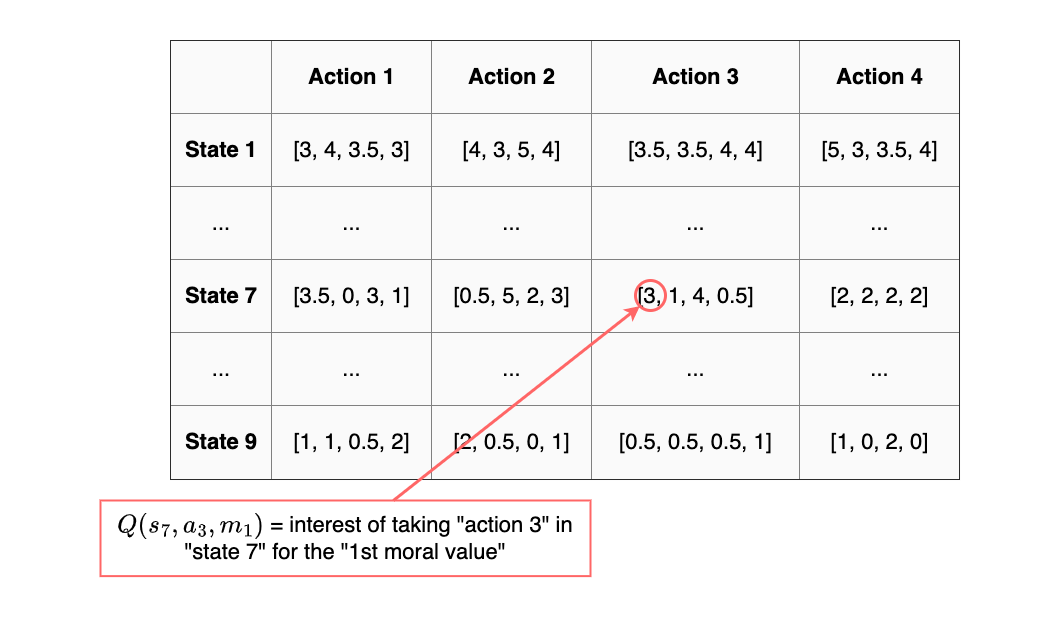 Action 1 Action 2 Action 3 Action 4
State 1 [3, 4, 3.5, 3] [4, 3, 5, 4] [3.5, 3.5, 4, 4] [5, 3, 3.5, 4]
... ... ... ... ...
State 7 [3.5, 0, 3, 1] [0.5, 5, 2, 3] [3, 1, 4, 0.5] [2, 2, 2, 2]
... ... ... ... ...
State 9 [1, 1, 0.5, 2] [2, 0.5, 0, 1] [0.5, 0.5, 0.5, 1] [1, 0, 2, 0]
Q(s₇, a₃, m₁) = interest of taking "action 3" in
"state 7" for the "1st moral value"